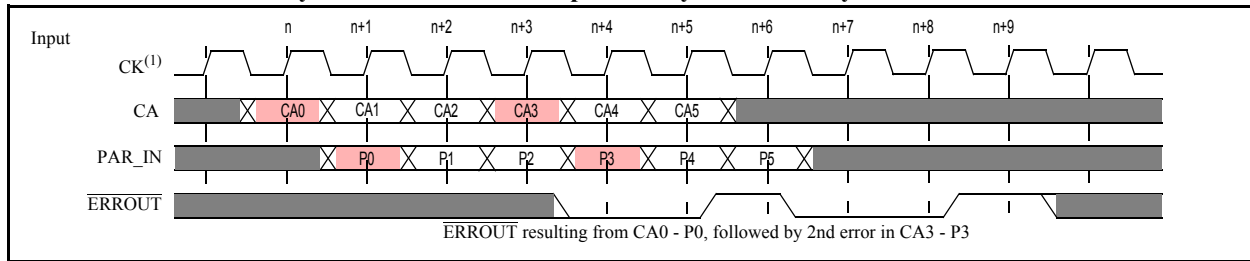 n n+1 n+2 n+3 n+4 n+5 n+6 n+7 n+8 n+9
Input
CK(1)
CA CA0 CA1 CA2 CA3 CA4 CA5
PAR_IN P0 P1 P2 P3 P4 P5
ERROUT
ERROUT resulting from CA0 - P0, followed by 2nd error in CA3 - P3